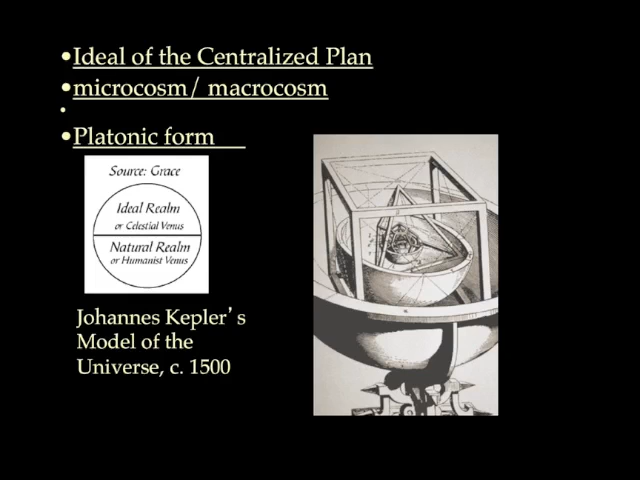 •Ideal of the Centralized Plan
•microcosm/ macrocosm
•
•Platonic form
Source: Grace
Ideal Realm
or Celestial Venus
Natural Realm
or Humanist Venus
Johannes Kepler’s
Model of the
Universe, c. 1500